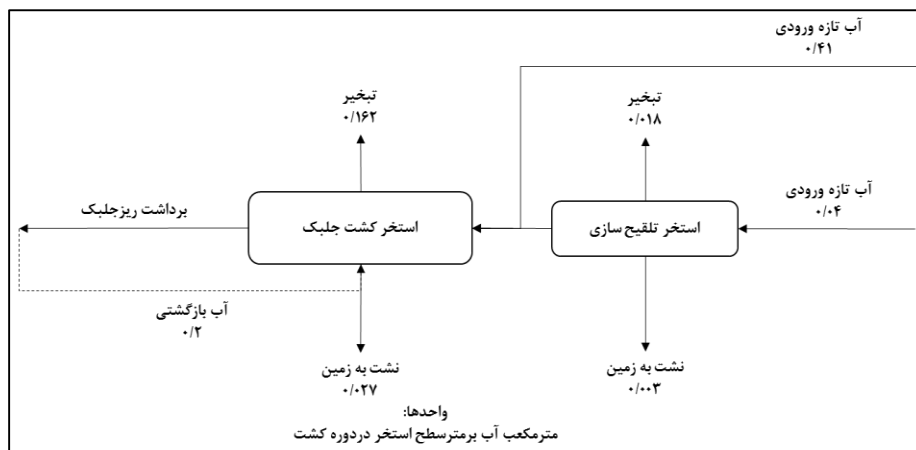 آب تازه ورودی
۰/۴۱
تبخیر
۰/۰۱۸
تبخیر
۰/۱۶۲
آب تازه ورودی
۰/۰۴
استخر تلقیح سازی
استخر کشت جلبک
برداشت ریزجلبک
آب بازگشتی
۰/۲
نشت به زمین
۰/۰۰۳
نشت به زمین
۰/۰۲۷
واحدها:
مترمکعب آب برمترسطح استخر دردوره کشت